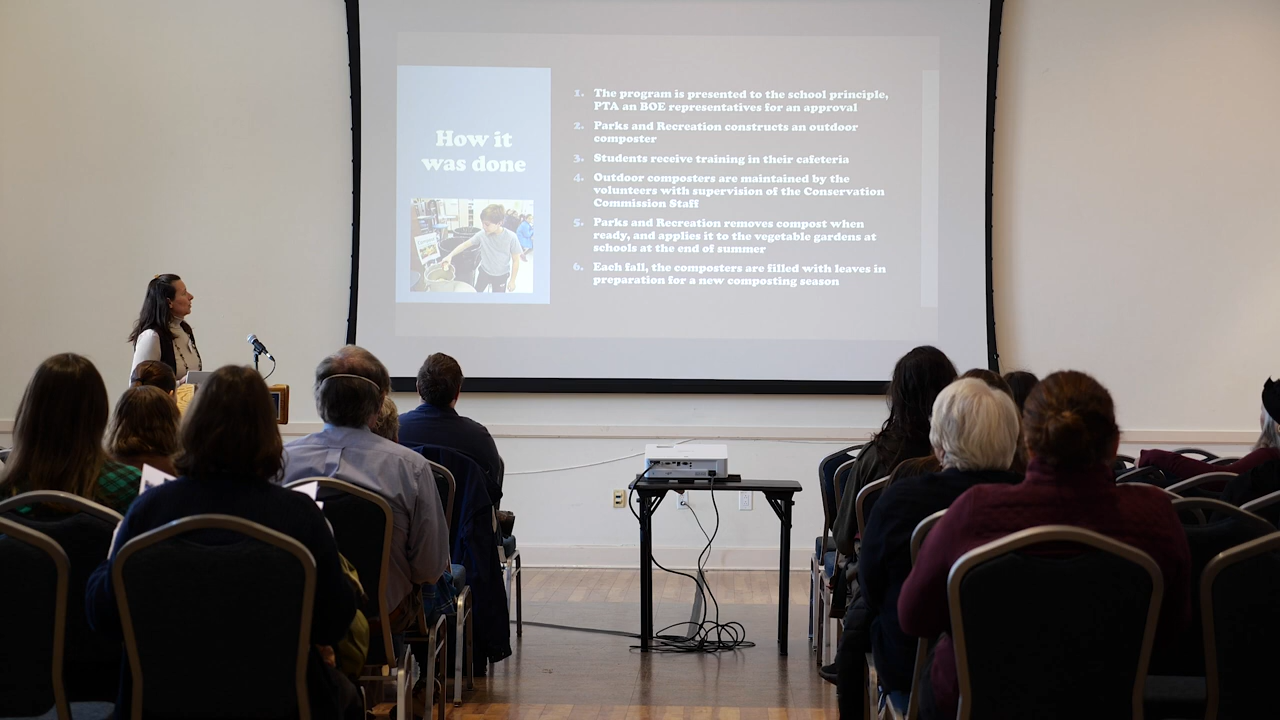 How it
was done
1. The program is presented to the school principle,
PTA an BOE representatives for an approval
2. Parks and Recreation constructs an outdoor
composter
3. Students receive training in their cafeteria
4. Outdoor composters are maintained by the
volunteers with supervision of the Conservation
Commission Staff
5. Parks and Recreation removes compost when
ready, and applies it to the vegetable gardens at
schools at the end of summer
6. Each fall, the composters are filled with leaves in
preparation for a new composting season